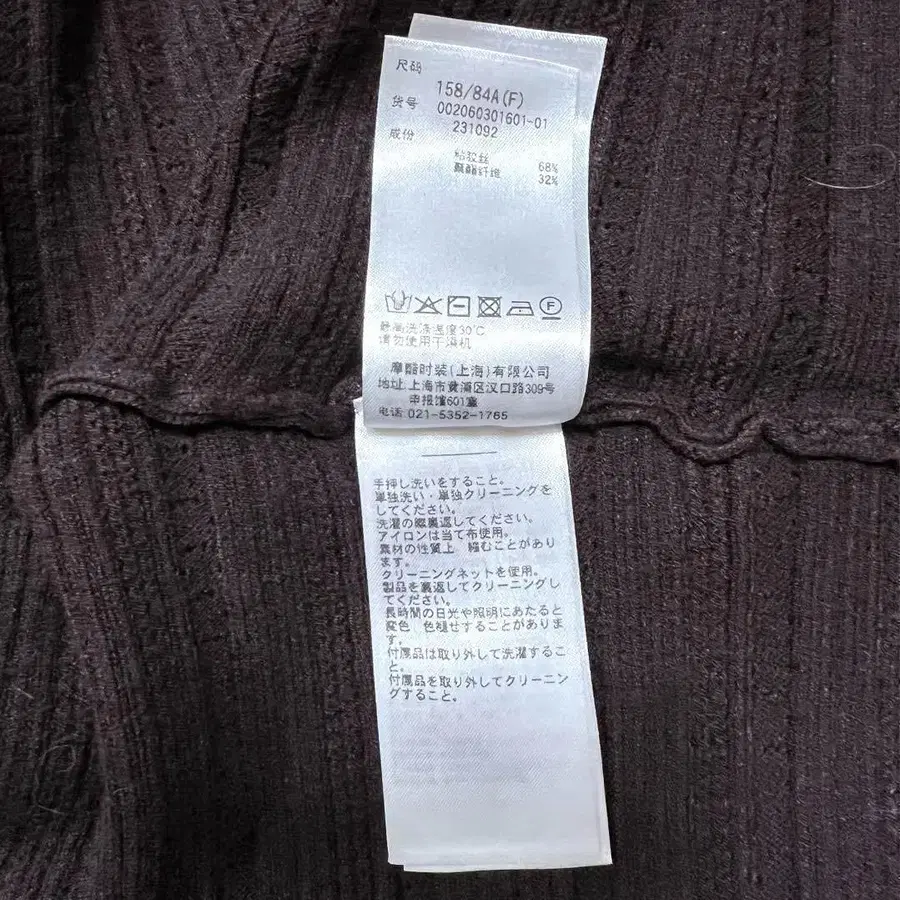 尺码
158/84A(F)
货号 002060301601-01
231092
成份
粘胶丝 68%
聚酯纤维 32%
F
最高洗涤温度30℃
请勿使用干燥机
摩酷时装(上海)有限公司
地址 上海市黄浦区汉口路309号
申报馆601室
电话 021-5352-1765
手押し洗いをすること。
単独洗い・単独クリーニングを
してください。
洗濯の際裏返してください。
アイロンは当て布使用。
素材の性質上 縮むことがあり
ます。
クリーニングネットを使用。
製品を裏返してクリーニングし
てください。
長時間の日光や照明にあたると
変色 色褪せすることがありま
す。
付属品は取り外して洗濯するこ
と。
付属品を取り外してクリーニン
グすること。